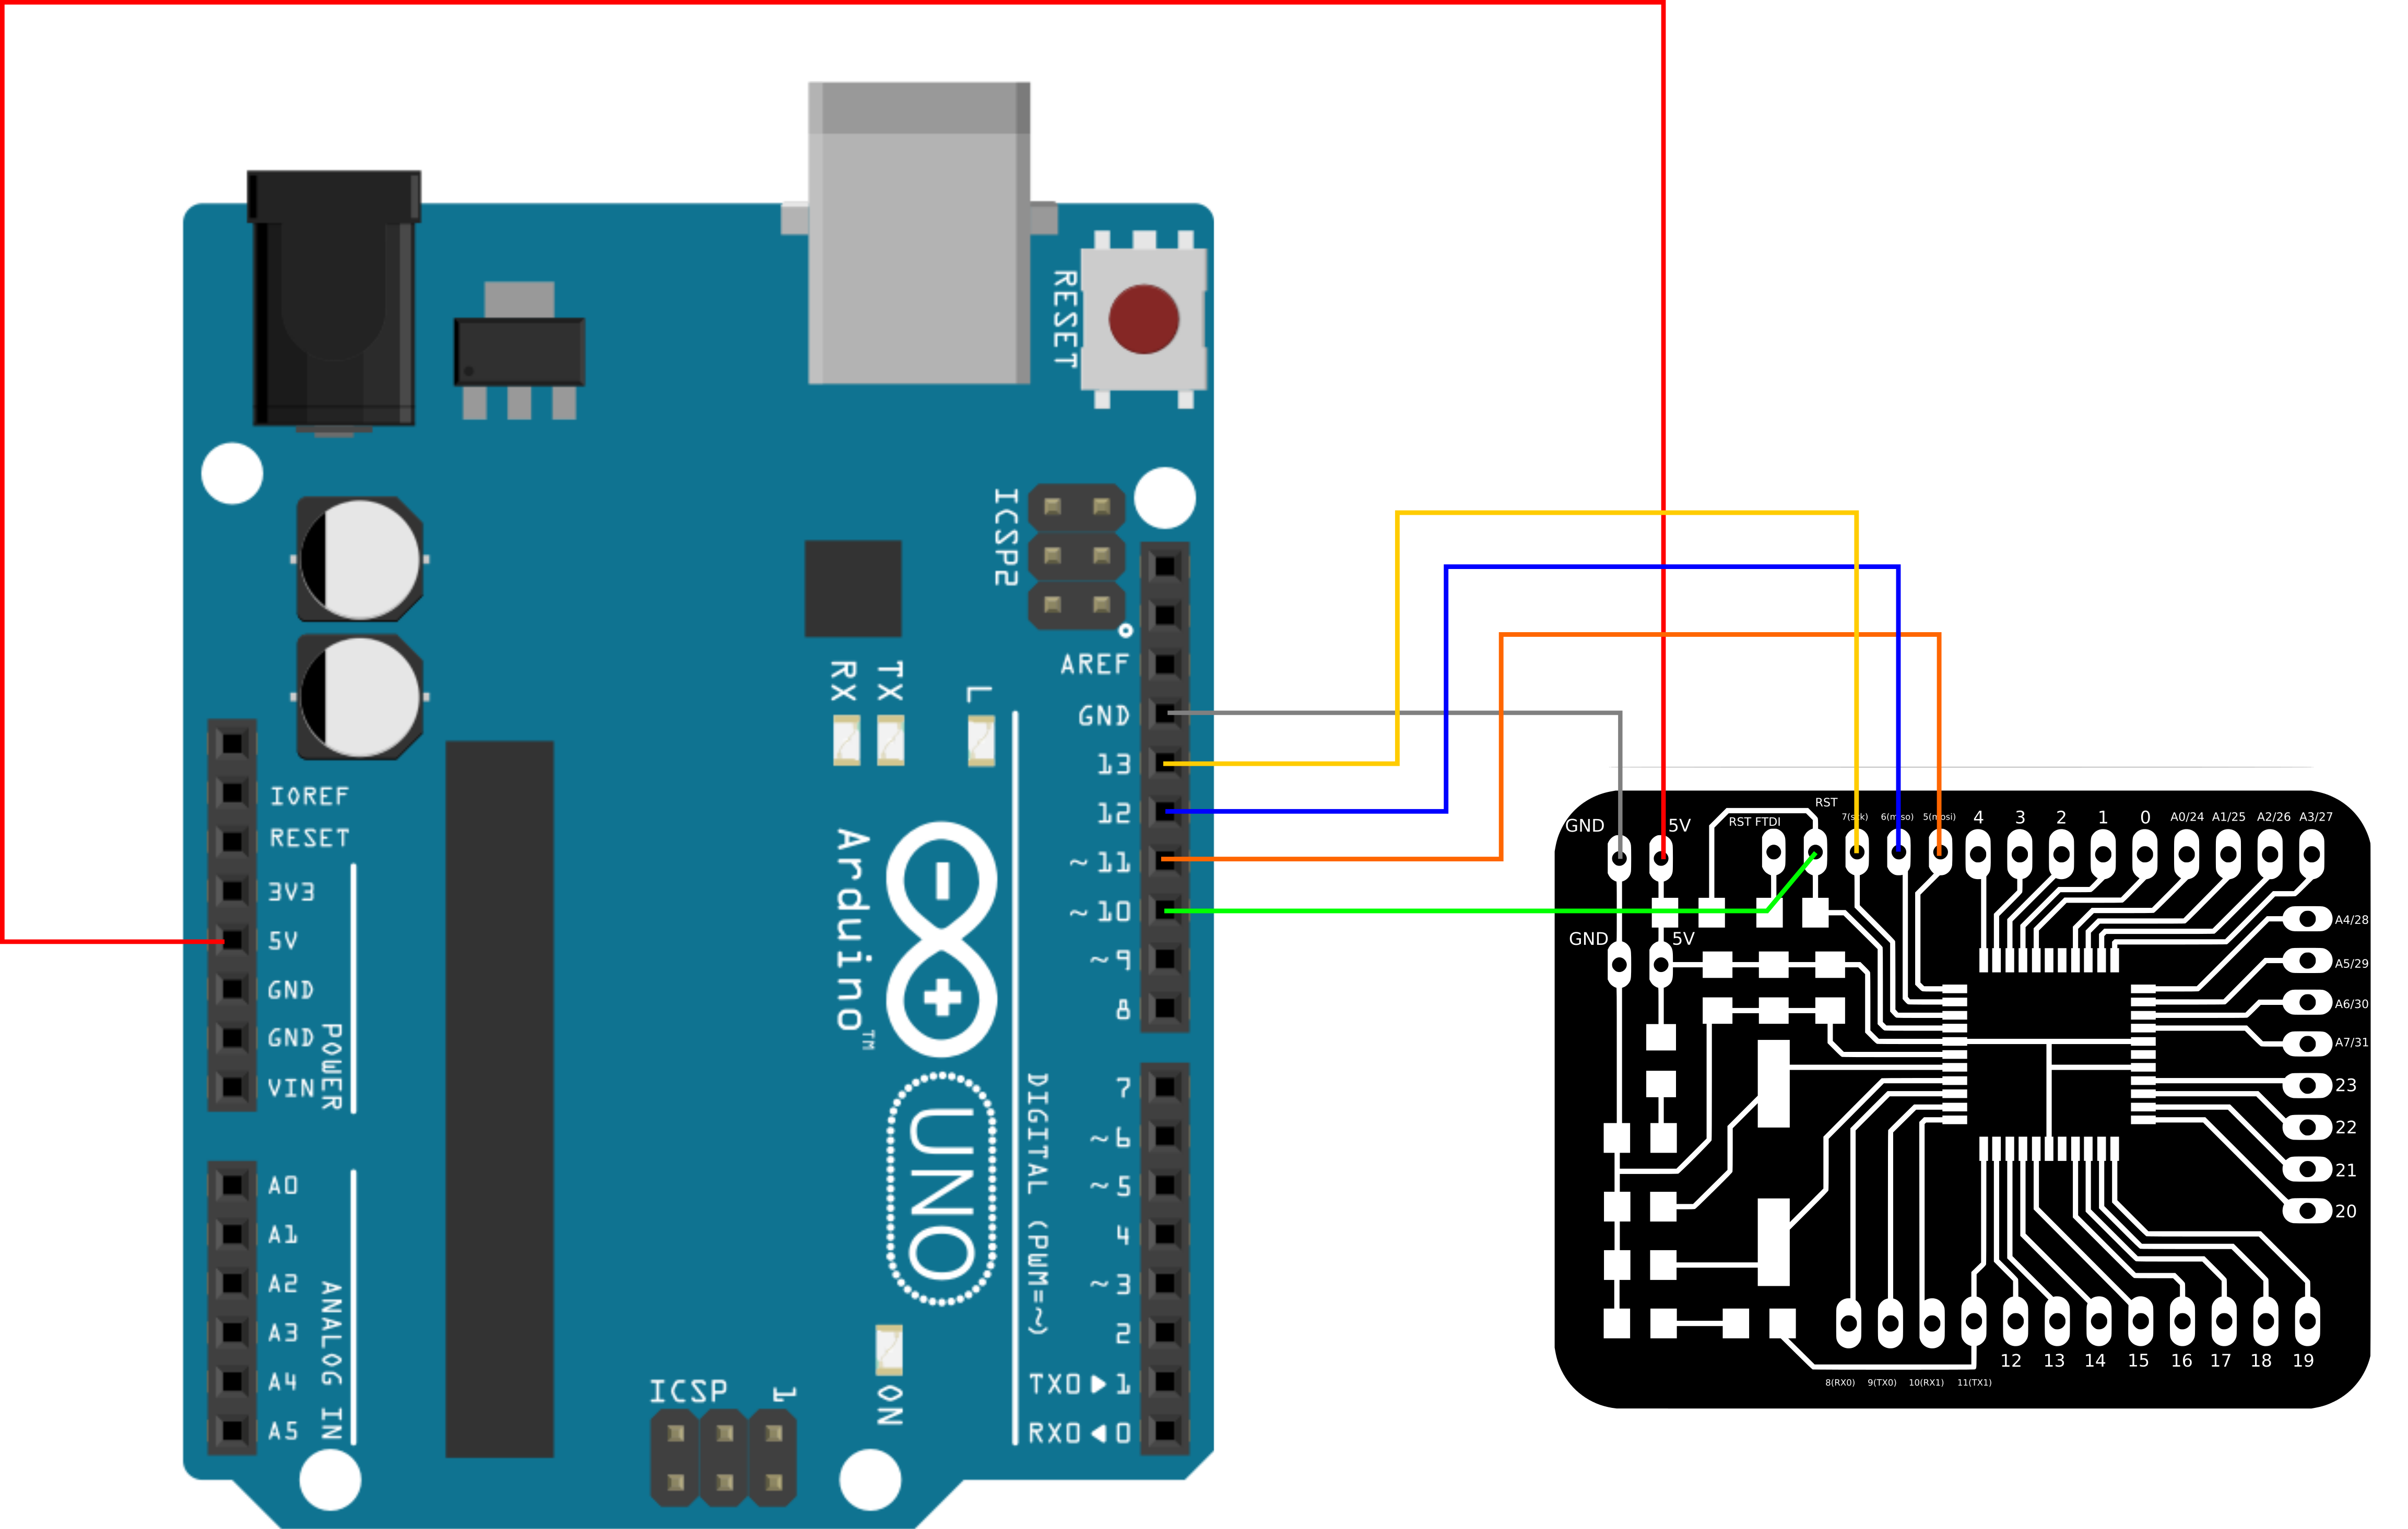 RESET
ICSP2
AREF
GND
13
12
~11
~10
~9
8
7
~6
~5
4
~3
2
TX0▶1
RX0◀0
DIGITAL (PWM=~)
RX
TX
L
Arduino™
UNO
ON
ICSP
1
IOREF
RESET
3V3
5V
GND
GND
VIN
POWER
A0
A1
A2
A3
A4
A5
ANALOG IN
GND
5V
RST FTDI
RST
7(sck)
6(miso)
5(mosi)
4
3
2
1
0
A0/24
A1/25
A2/26
A3/27
GND
5V
A4/28
A5/29
A6/30
A7/31
23
22
21
20
8(RX0)
9(TX0)
10(RX1)
11(TX1)
12
13
14
15
16
17
18
19